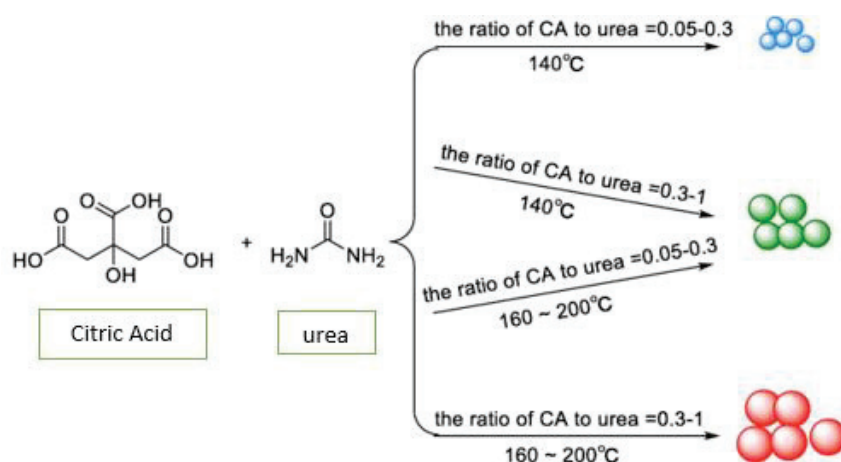 the ratio of CA to urea =0.05-0.3
140°C
the ratio of CA to urea =0.3-1
140°C
O
OH
O
O
HO
OH
OH
+
O
H₂N
NH₂
the ratio of CA to urea =0.05-0.3
160 ~ 200°C
Citric Acid
urea
the ratio of CA to urea =0.3-1
160 ~ 200°C